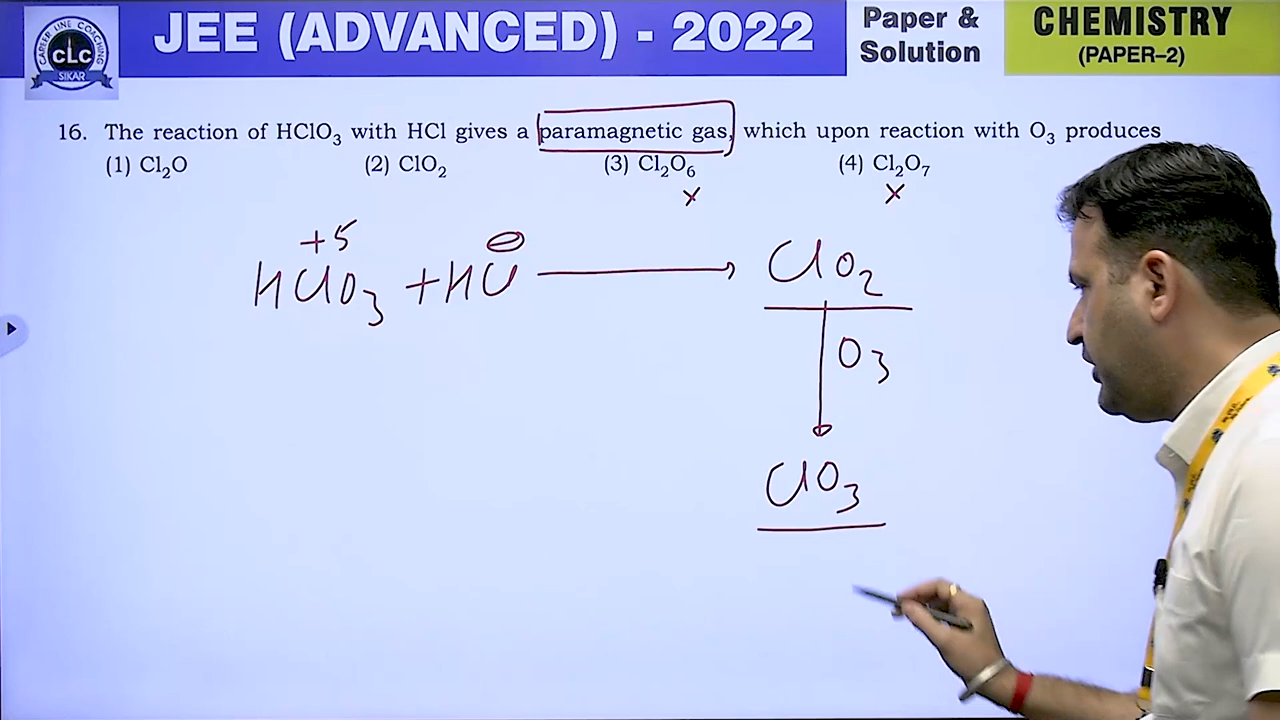 CAREER LINE COACHING
CLC
SIKAR
JEE (ADVANCED) - 2022
Paper &
Solution
CHEMISTRY
(PAPER–2)
16. The reaction of HClO₃ with HCl gives a paramagnetic gas, which upon reaction with O₃ produces
(1) Cl₂O (2) ClO₂ (3) Cl₂O₆ (4) Cl₂O₇
x x
+5 ⊖
HClO₃ + HCl ⟶ ClO₂
O₃
ClO₃